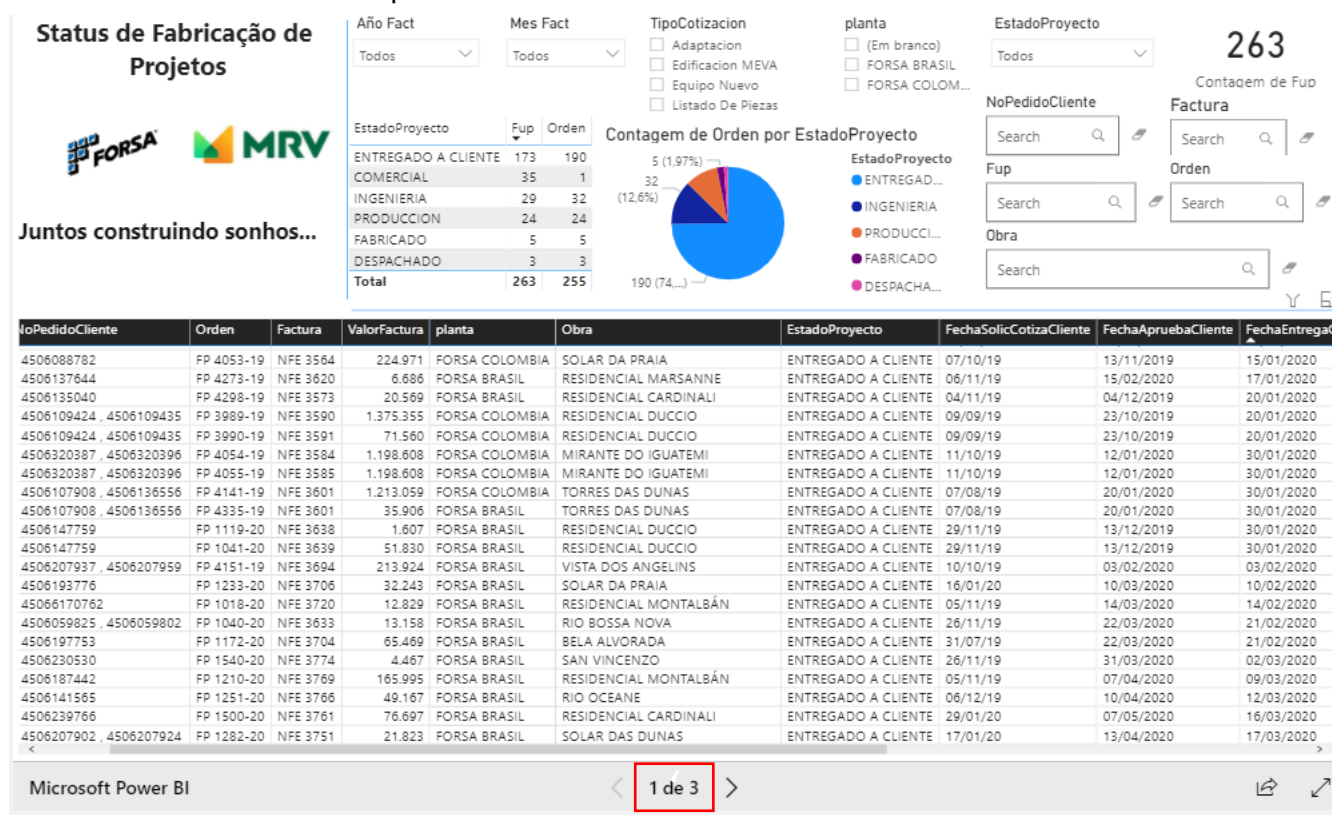 Status de Fabricação de
Projetos
FORSA
MRV
Juntos construindo sonhos...
Año Fact
Todos
Mes Fact
Todos
TipoCotizacion
Adaptacion
Edificacion MEVA
Equipo Nuevo
Listado De Piezas
planta
(Em branco)
FORSA BRASIL
FORSA COLOM...
EstadoProyecto
Todos
263
Contagem de Fup
NoPedidoCliente
Search
Factura
Search
Fup
Search
Orden
Search
Obra
Search
EstadoProyecto Fup Orden
ENTREGADO A CLIENTE 173 190
COMERCIAL 35 1
INGENIERIA 29 32
PRODUCCION 24 24
FABRICADO 5 5
DESPACHADO 3 3
Total 263 255
Contagem de Orden por EstadoProyecto
5 (1,97%)
32
(12,6%)
190 (74,...)
EstadoProyecto
ENTREGAD...
INGENIERIA
PRODUCCI...
FABRICADO
DESPACHA...
NoPedidoCliente Orden Factura ValorFactura planta Obra EstadoProyecto FechaSolicCotizaCliente FechaApruebaCliente FechaEntregaC
4506088782 FP 4053-19 NFE 3564 224.971 FORSA COLOMBIA SOLAR DA PRAIA ENTREGADO A CLIENTE 07/10/19 13/11/2019 15/01/2020
4506137644 FP 4273-19 NFE 3620 6.686 FORSA BRASIL RESIDENCIAL MARSANNE ENTREGADO A CLIENTE 06/11/19 15/02/2020 17/01/2020
4506135040 FP 4298-19 NFE 3573 20.569 FORSA BRASIL RESIDENCIAL CARDINALI ENTREGADO A CLIENTE 04/11/19 04/12/2019 20/01/2020
4506109424 , 4506109435 FP 3989-19 NFE 3590 1.375.355 FORSA COLOMBIA RESIDENCIAL DUCCIO ENTREGADO A CLIENTE 09/09/19 23/10/2019 20/01/2020
4506109424 , 4506109435 FP 3990-19 NFE 3591 71.560 FORSA COLOMBIA RESIDENCIAL DUCCIO ENTREGADO A CLIENTE 09/09/19 23/10/2019 20/01/2020
4506320387 , 4506320396 FP 4054-19 NFE 3584 1.198.608 FORSA COLOMBIA MIRANTE DO IGUATEMI ENTREGADO A CLIENTE 11/10/19 12/01/2020 30/01/2020
4506320387 , 4506320396 FP 4055-19 NFE 3585 1.198.608 FORSA COLOMBIA MIRANTE DO IGUATEMI ENTREGADO A CLIENTE 11/10/19 12/01/2020 30/01/2020
4506107908 , 4506136556 FP 4141-19 NFE 3601 1.213.059 FORSA COLOMBIA TORRES DAS DUNAS ENTREGADO A CLIENTE 07/08/19 20/01/2020 30/01/2020
4506107908 , 4506136556 FP 4335-19 NFE 3601 35.906 FORSA BRASIL TORRES DAS DUNAS ENTREGADO A CLIENTE 07/08/19 20/01/2020 30/01/2020
4506147759 FP 1119-20 NFE 3638 1.607 FORSA BRASIL RESIDENCIAL DUCCIO ENTREGADO A CLIENTE 29/11/19 13/12/2019 30/01/2020
4506147759 FP 1041-20 NFE 3639 51.830 FORSA BRASIL RESIDENCIAL DUCCIO ENTREGADO A CLIENTE 29/11/19 13/12/2019 30/01/2020
4506207937 , 4506207959 FP 4151-19 NFE 3694 213.924 FORSA BRASIL VISTA DOS ANGELINS ENTREGADO A CLIENTE 10/10/19 03/02/2020 03/02/2020
4506193776 FP 1233-20 NFE 3706 32.243 FORSA BRASIL SOLAR DA PRAIA ENTREGADO A CLIENTE 16/01/20 10/03/2020 10/02/2020
45066170762 FP 1018-20 NFE 3720 12.829 FORSA BRASIL RESIDENCIAL MONTALBÁN ENTREGADO A CLIENTE 05/11/19 14/03/2020 14/02/2020
4506059825 , 4506059802 FP 1040-20 NFE 3633 13.158 FORSA BRASIL RIO BOSSA NOVA ENTREGADO A CLIENTE 26/11/19 22/03/2020 21/02/2020
4506197753 FP 1172-20 NFE 3704 65.469 FORSA BRASIL BELA ALVORADA ENTREGADO A CLIENTE 31/07/19 22/03/2020 21/02/2020
4506230530 FP 1540-20 NFE 3774 4.467 FORSA BRASIL SAN VINCENZO ENTREGADO A CLIENTE 26/11/19 31/03/2020 02/03/2020
4506187442 FP 1210-20 NFE 3769 165.995 FORSA BRASIL RESIDENCIAL MONTALBÁN ENTREGADO A CLIENTE 05/11/19 07/04/2020 09/03/2020
4506141565 FP 1251-20 NFE 3766 49.167 FORSA BRASIL RIO OCEANE ENTREGADO A CLIENTE 06/12/19 10/04/2020 12/03/2020
4506239766 FP 1500-20 NFE 3761 76.697 FORSA BRASIL RESIDENCIAL CARDINALI ENTREGADO A CLIENTE 29/01/20 07/05/2020 16/03/2020
4506207902 , 4506207924 FP 1282-20 NFE 3751 21.823 FORSA BRASIL SOLAR DAS DUNAS ENTREGADO A CLIENTE 17/01/20 13/04/2020 17/03/2020
Microsoft Power BI
1 de 3